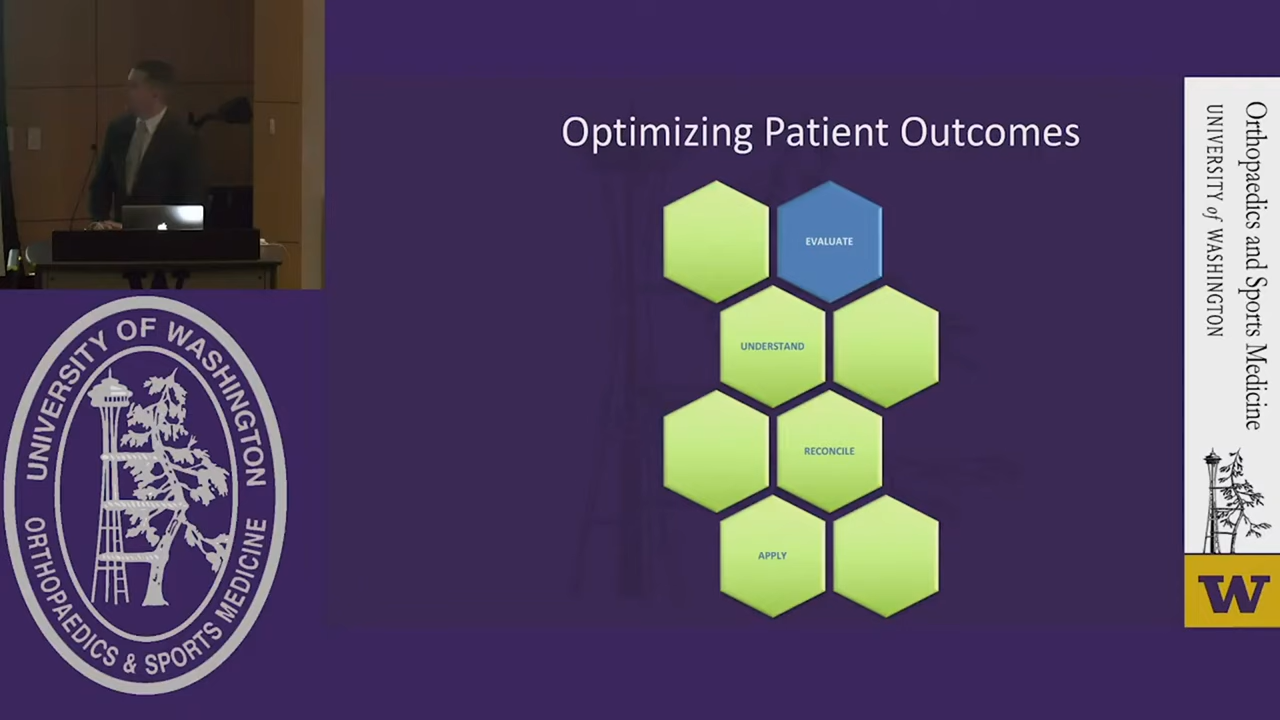 Optimizing Patient Outcomes
EVALUATE
UNDERSTAND
RECONCILE
APPLY
UNIVERSITY OF WASHINGTON
ORTHOPAEDICS & SPORTS MEDICINE
Orthopaedics and Sports Medicine
UNIVERSITY of WASHINGTON
W